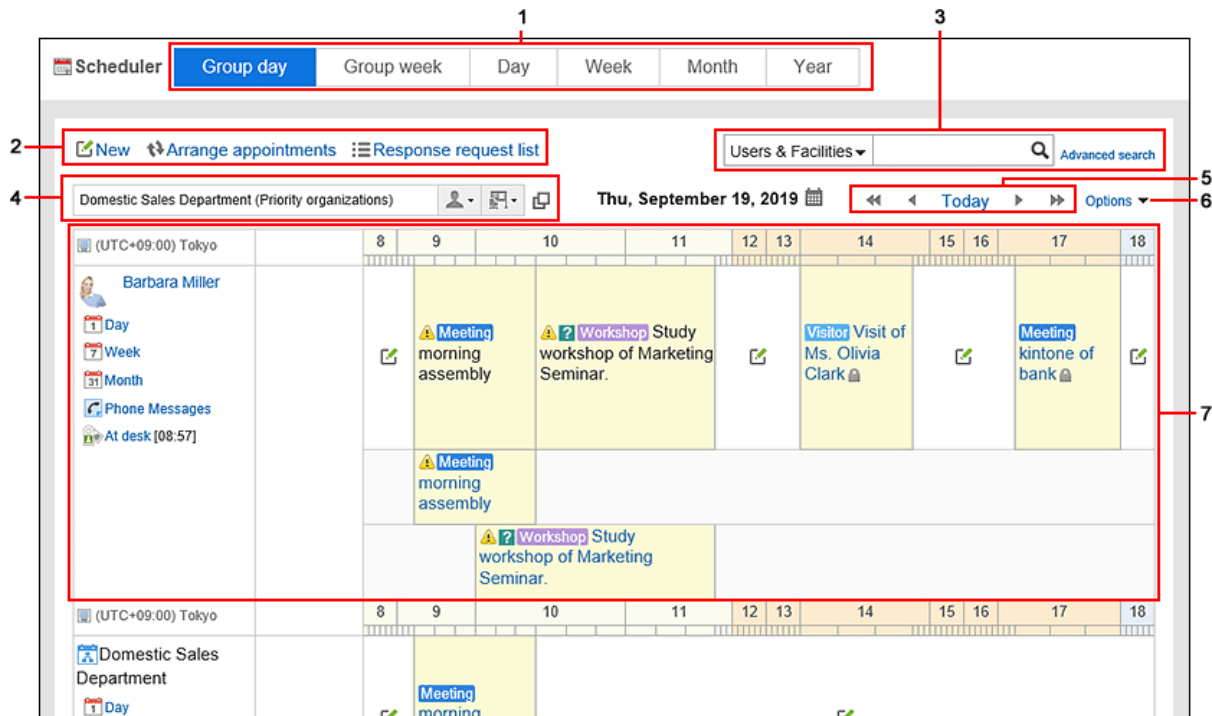 1
3
Scheduler Group day Group week Day Week Month Year
2
New Arrange appointments Response request list
Users & Facilities Advanced search
4
Domestic Sales Department (Priority organizations)
Thu, September 19, 2019
Today
Options
5
6
(UTC+09:00) Tokyo 8 9 10 11 12 13 14 15 16 17 18
Barbara Miller
1 Day
7 Week
31 Month
Phone Messages
At desk [08:57]
Meeting
morning
assembly
? Workshop Study
workshop of Marketing
Seminar.
Visitor Visit of
Ms. Olivia
Clark
Meeting
kintone of
bank
7
Meeting
morning
assembly
? Workshop Study
workshop of Marketing
Seminar.
(UTC+09:00) Tokyo 8 9 10 11 12 13 14 15 16 17 18
Domestic Sales
Department
1 Day
Meeting
morning